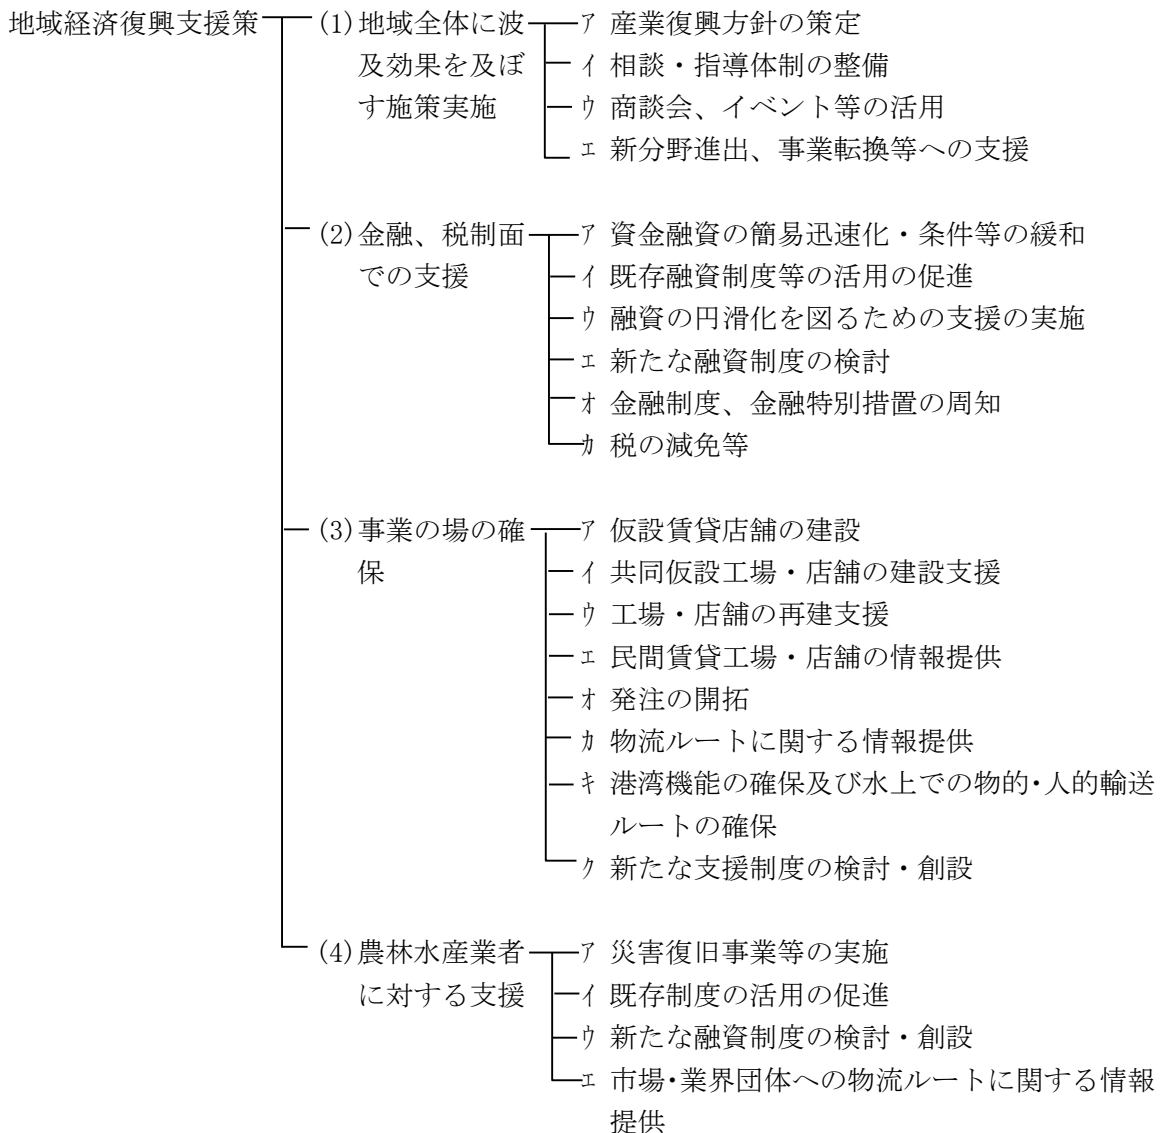 地域経済復興支援策
(1)地域全体に波
及効果を及ぼ
す施策実施
ｱ 産業復興方針の策定
ｲ 相談・指導体制の整備
ｳ 商談会、イベント等の活用
ｴ 新分野進出、事業転換等への支援
(2)金融、税制面
での支援
ｱ 資金融資の簡易迅速化・条件等の緩和
ｲ 既存融資制度等の活用の促進
ｳ 融資の円滑化を図るための支援の実施
ｴ 新たな融資制度の検討
ｵ 金融制度、金融特別措置の周知
ｶ 税の減免等
(3)事業の場の確
保
ｱ 仮設賃貸店舗の建設
ｲ 共同仮設工場・店舗の建設支援
ｳ 工場・店舗の再建支援
ｴ 民間賃貸工場・店舗の情報提供
ｵ 発注の開拓
ｶ 物流ルートに関する情報提供
ｷ 港湾機能の確保及び水上での物的･人的輸送
ルートの確保
ｸ 新たな支援制度の検討・創設
(4)農林水産業者
に対する支援
ｱ 災害復旧事業等の実施
ｲ 既存制度の活用の促進
ｳ 新たな融資制度の検討・創設
ｴ 市場･業界団体への物流ルートに関する情報
提供